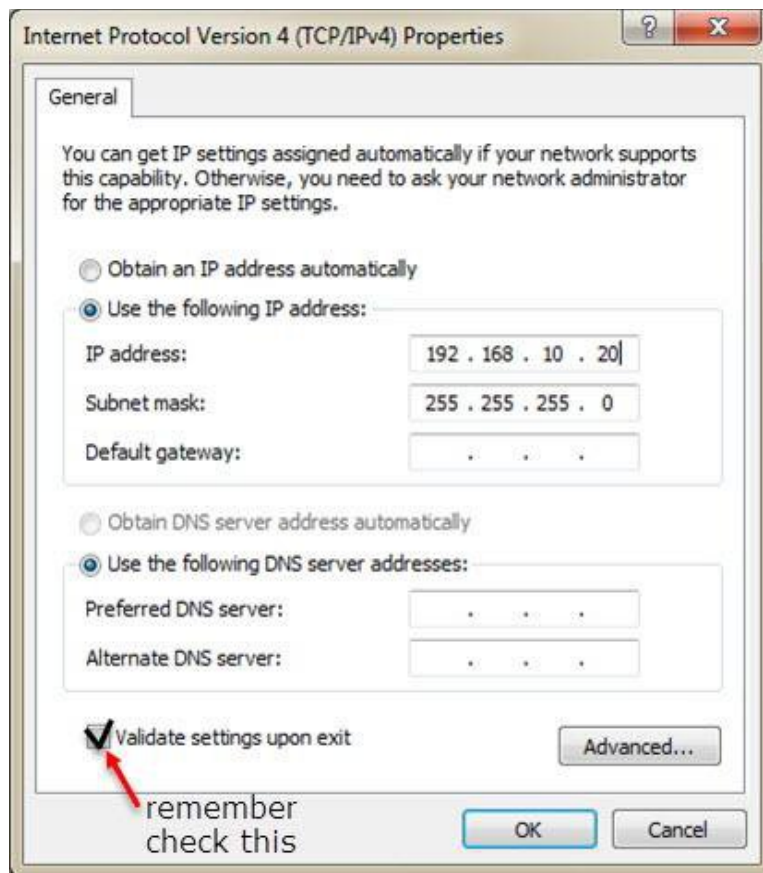 Internet Protocol Version 4 (TCP/IPv4) Properties
General
You can get IP settings assigned automatically if your network supports
this capability. Otherwise, you need to ask your network administrator
for the appropriate IP settings.
Obtain an IP address automatically
Use the following IP address:
IP address: 192 . 168 . 10 . 20
Subnet mask: 255 . 255 . 255 . 0
Default gateway: . . .
Obtain DNS server address automatically
Use the following DNS server addresses:
Preferred DNS server: . . .
Alternate DNS server: . . .
Validate settings upon exit
Advanced...
remember
check this
OK Cancel